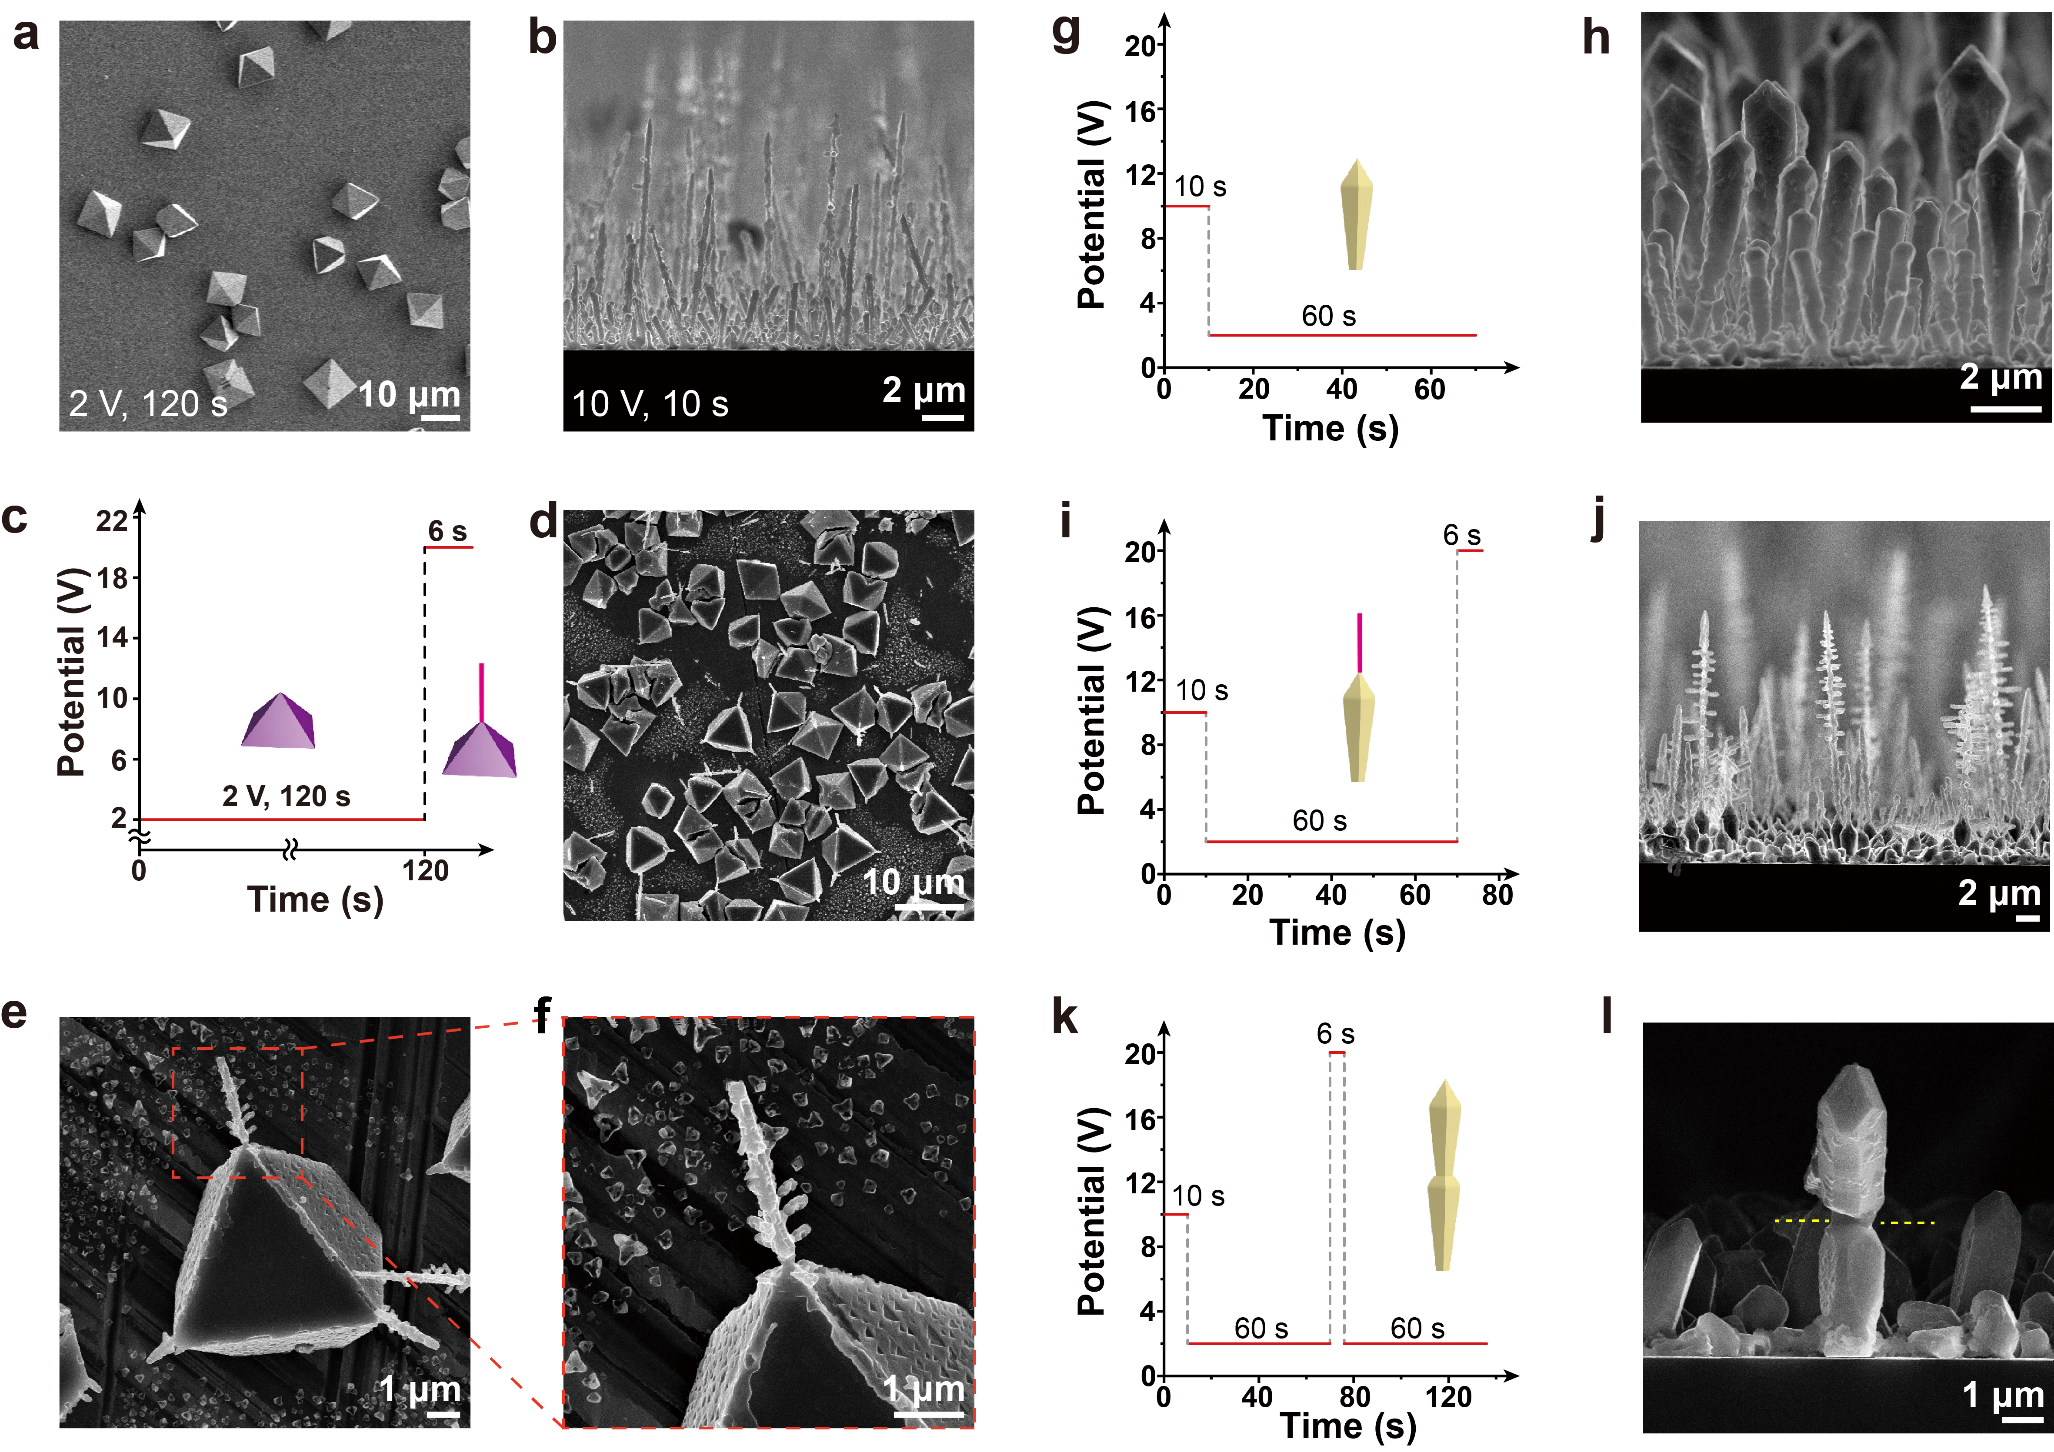 a
2 V, 120 s
10 µm
b
10 V, 10 s
2 µm
c
Potential (V)
22
18
14
10
6
2
6 s
2 V, 120 s
0
120
Time (s)
d
10 µm
e
1 µm
f
1 µm
g
Potential (V)
20
16
12
8
4
0
10 s
60 s
0
20
40
60
Time (s)
h
2 µm
i
Potential (V)
20
16
12
8
4
0
10 s
60 s
6 s
0
20
40
60
80
Time (s)
j
2 µm
k
Potential (V)
20
16
12
8
4
0
10 s
60 s
6 s
60 s
0
40
80
120
Time (s)
l
1 µm